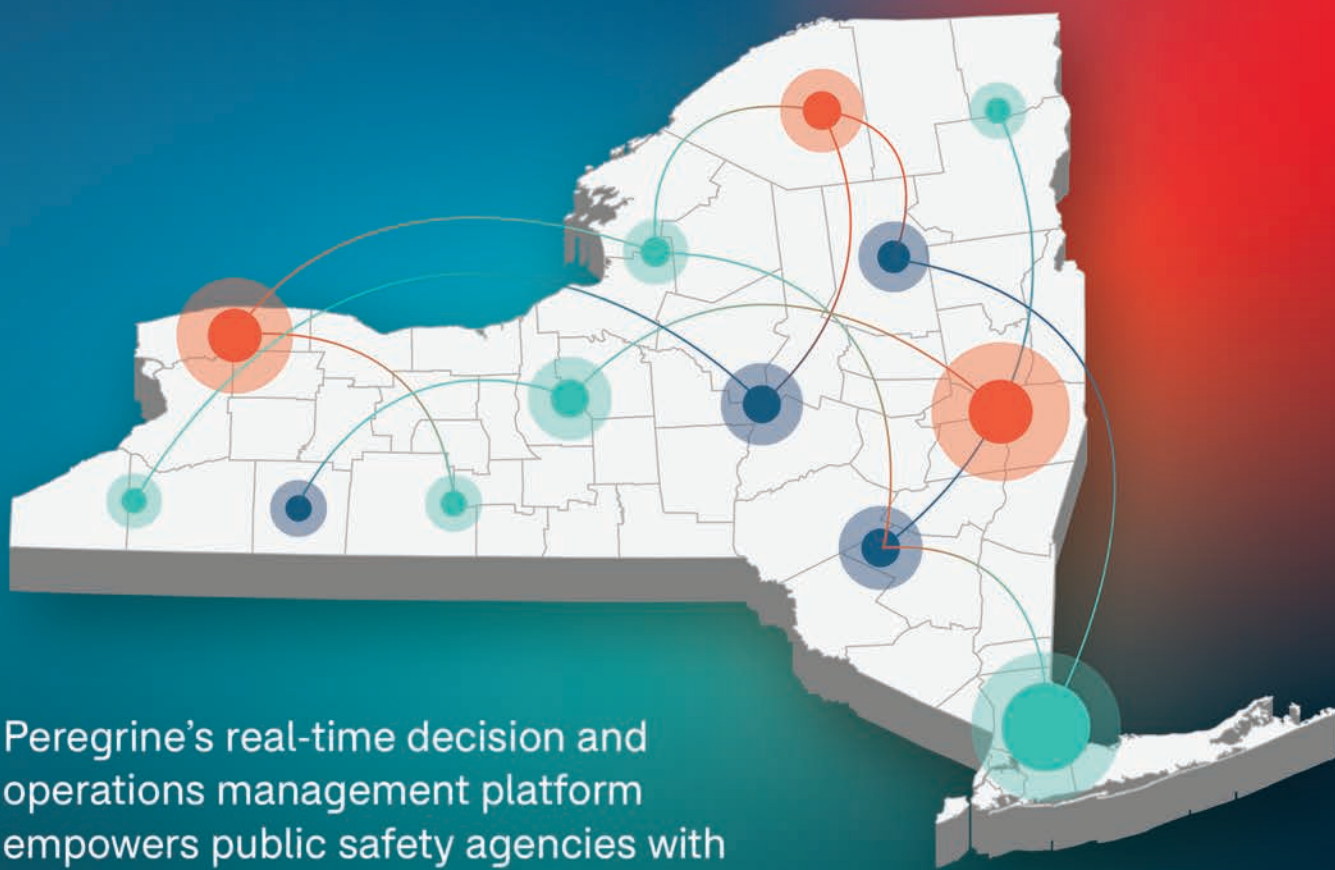 Peregrine’s real-time decision and
operations management platform
empowers public safety agencies with